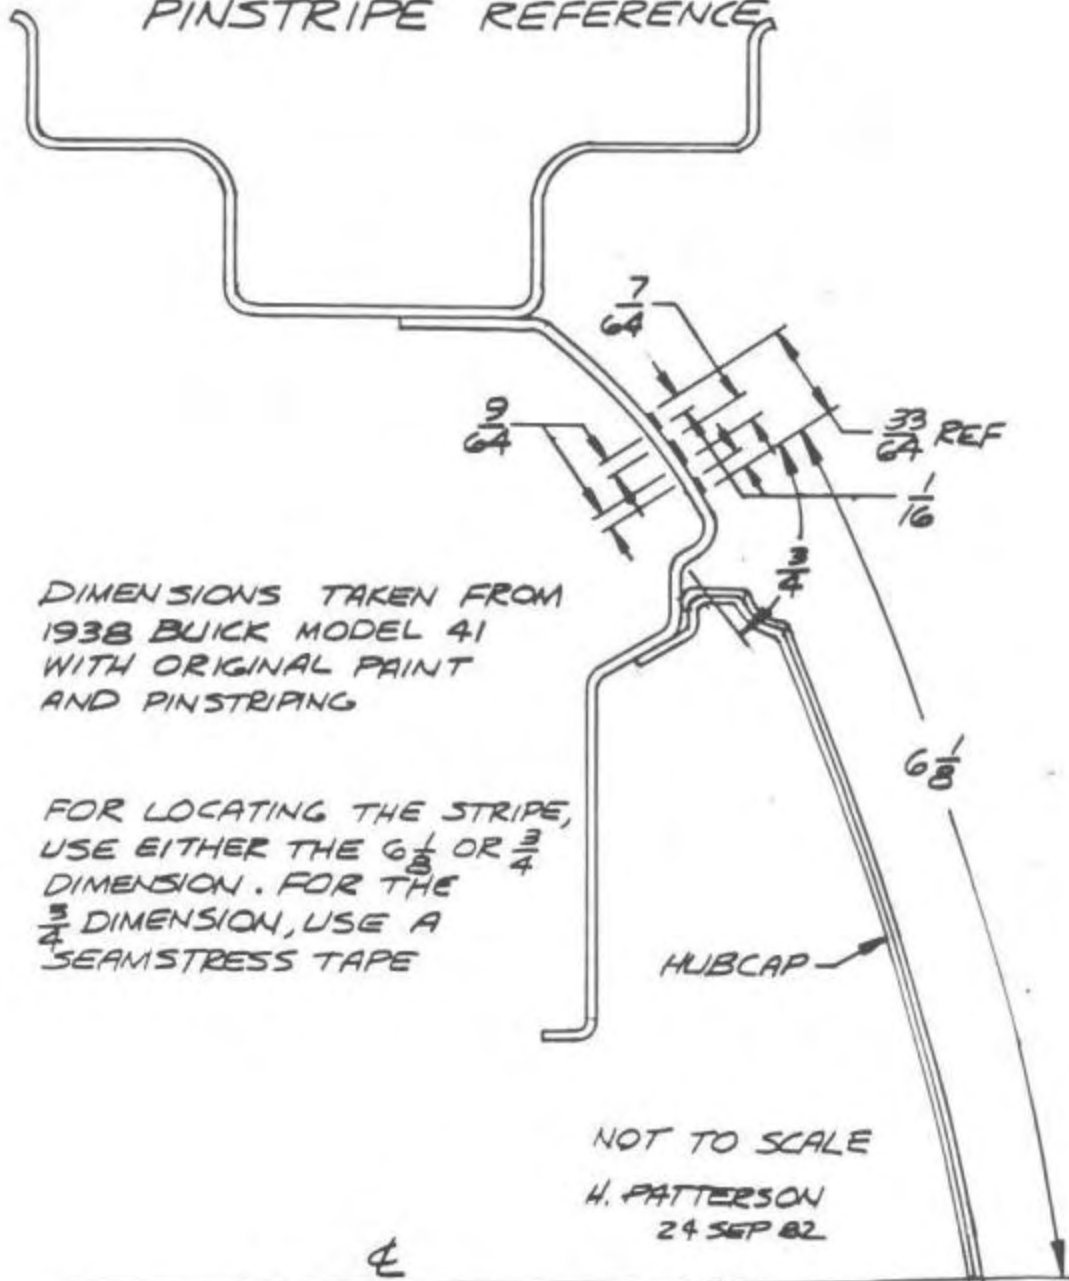 PINSTRIPE REFERENCE
7/64
9/64
33/64 REF
1/16
3/4
DIMENSIONS TAKEN FROM
1938 BUICK MODEL 41
WITH ORIGINAL PAINT
AND PINSTRIPING
6 1/8
FOR LOCATING THE STRIPE,
USE EITHER THE 6 1/8 OR 3/4
DIMENSION. FOR THE
3/4 DIMENSION, USE A
SEAMSTRESS TAPE
HUBCAP
NOT TO SCALE
H. PATTERSON
24 SEP 82
℄